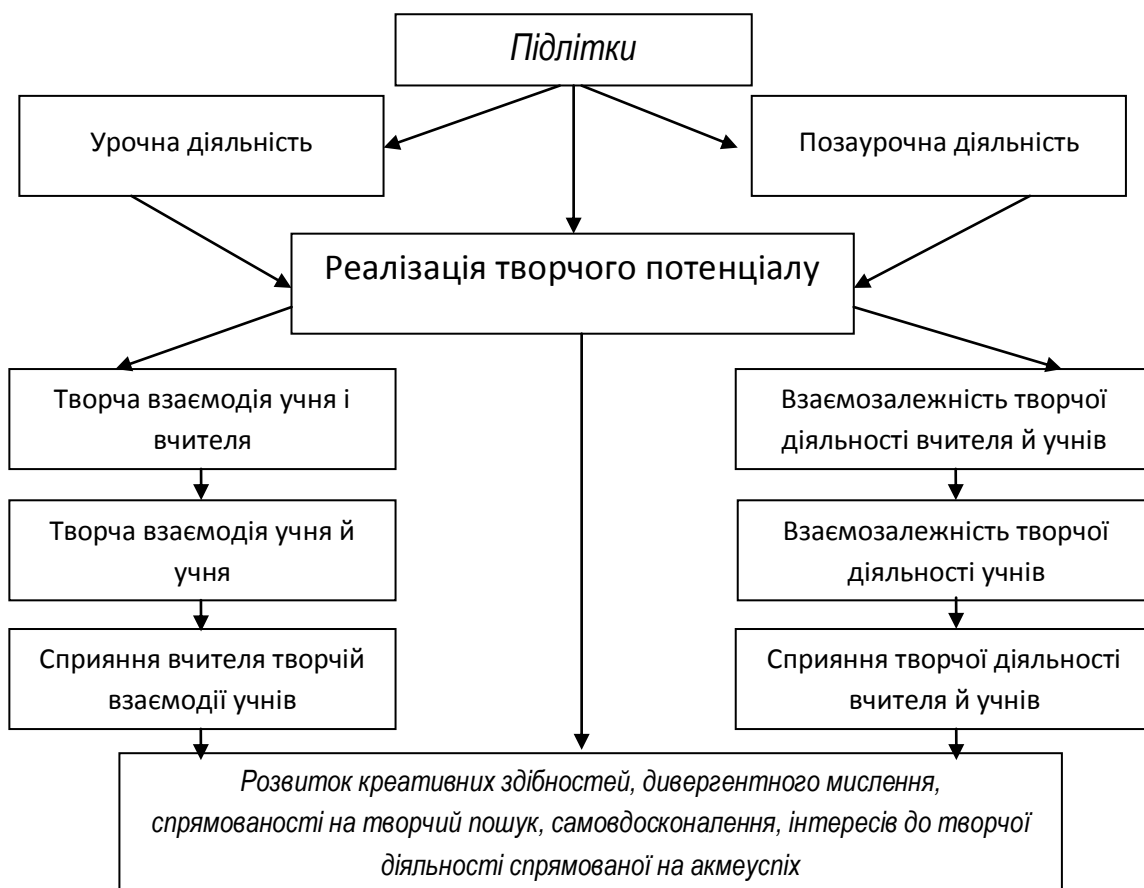 Підлітки
Урочна діяльність
Позаурочна діяльність
Реалізація творчого потенціалу
Творча взаємодія учня і
вчителя
Взаємозалежність творчої
діяльності вчителя й учнів
Творча взаємодія учня й
учня
Взаємозалежність творчої
діяльності учнів
Сприяння вчителя творчій
взаємодії учнів
Сприяння творчої діяльності
вчителя й учнів
Розвиток креативних здібностей, дивергентного мислення,
спрямованості на творчий пошук, самовдосконалення, інтересів до творчої
діяльності спрямованої на акмеуспіх